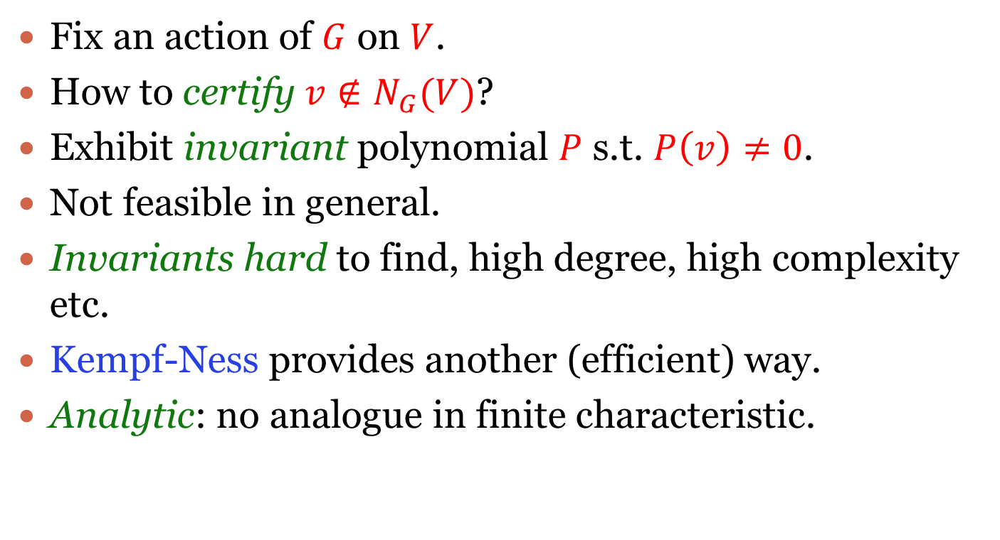 • Fix an action of G on V.
• How to certify v ∉ N_G(V)?
• Exhibit invariant polynomial P s.t. P(v) ≠ 0.
• Not feasible in general.
• Invariants hard to find, high degree, high complexity
etc.
• Kempf-Ness provides another (efficient) way.
• Analytic: no analogue in finite characteristic.